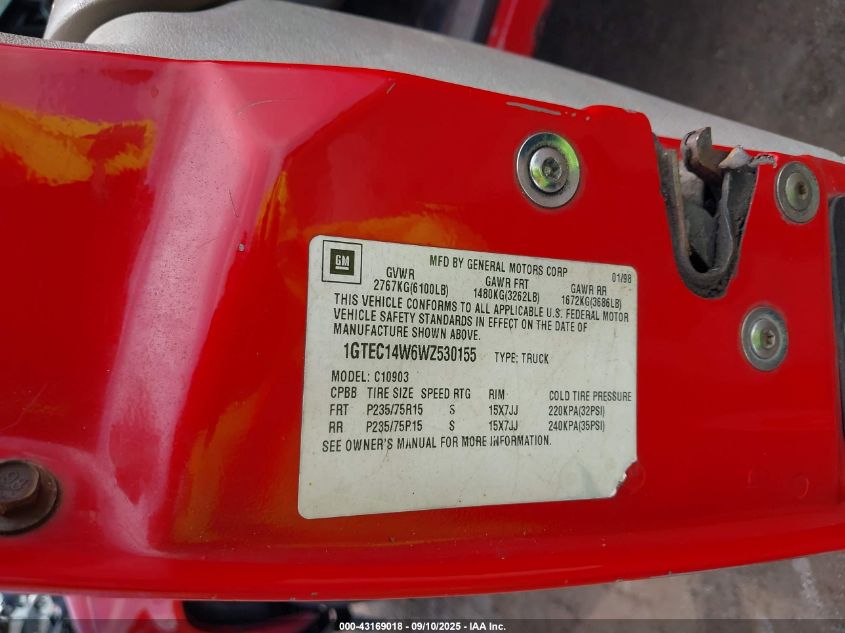 GM
MFD BY GENERAL MOTORS CORP 01/98
GVWR GAWR FRT GAWR RR
2767KG(6100LB) 1480KG(3262LB) 1672KG(3686LB)
THIS VEHICLE CONFORMS TO ALL APPLICABLE U.S. FEDERAL MOTOR
VEHICLE SAFETY STANDARDS IN EFFECT ON THE DATE OF
MANUFACTURE SHOWN ABOVE.
1GTEC14W6WZ530155 TYPE: TRUCK
MODEL: C10903
CPBB TIRE SIZE SPEED RTG RIM COLD TIRE PRESSURE
FRT P235/75R15 S 15X7JJ 220KPA(32PSI)
RR P235/75R15 S 15X7JJ 240KPA(35PSI)
SEE OWNER'S MANUAL FOR MORE INFORMATION.
000-43169018 - 09/10/2025 - IAA, Inc.